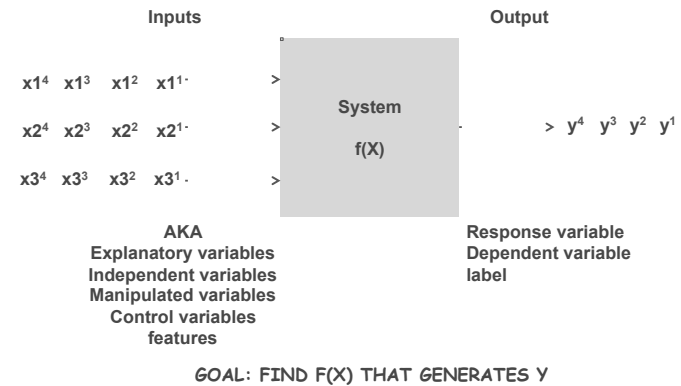 Inputs Output
x1⁴ x1³ x1² x1¹
System
x2⁴ x2³ x2² x2¹ y⁴ y³ y² y¹
f(X)
x3⁴ x3³ x3² x3¹
AKA
Explanatory variables
Independent variables
Manipulated variables
Control variables
features
Response variable
Dependent variable
label
GOAL: FIND F(X) THAT GENERATES Y